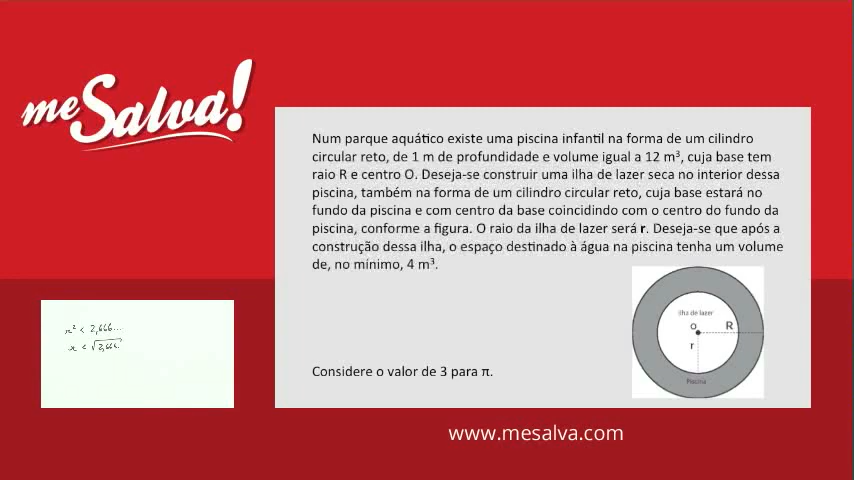 me Salva!
Num parque aquático existe uma piscina infantil na forma de um cilindro
circular reto, de 1 m de profundidade e volume igual a 12 m³, cuja base tem
raio R e centro O. Deseja-se construir uma ilha de lazer seca no interior dessa
piscina, também na forma de um cilindro circular reto, cuja base estará no
fundo da piscina e com centro da base coincidindo com o centro do fundo da
piscina, conforme a figura. O raio da ilha de lazer será r. Deseja-se que após a
construção dessa ilha, o espaço destinado à água na piscina tenha um volume
de, no mínimo, 4 m³.
Ilha de lazer
O
R
r
Piscina
Considere o valor de 3 para π.
r² < 2,666...
r < √2,666.
www.mesalva.com